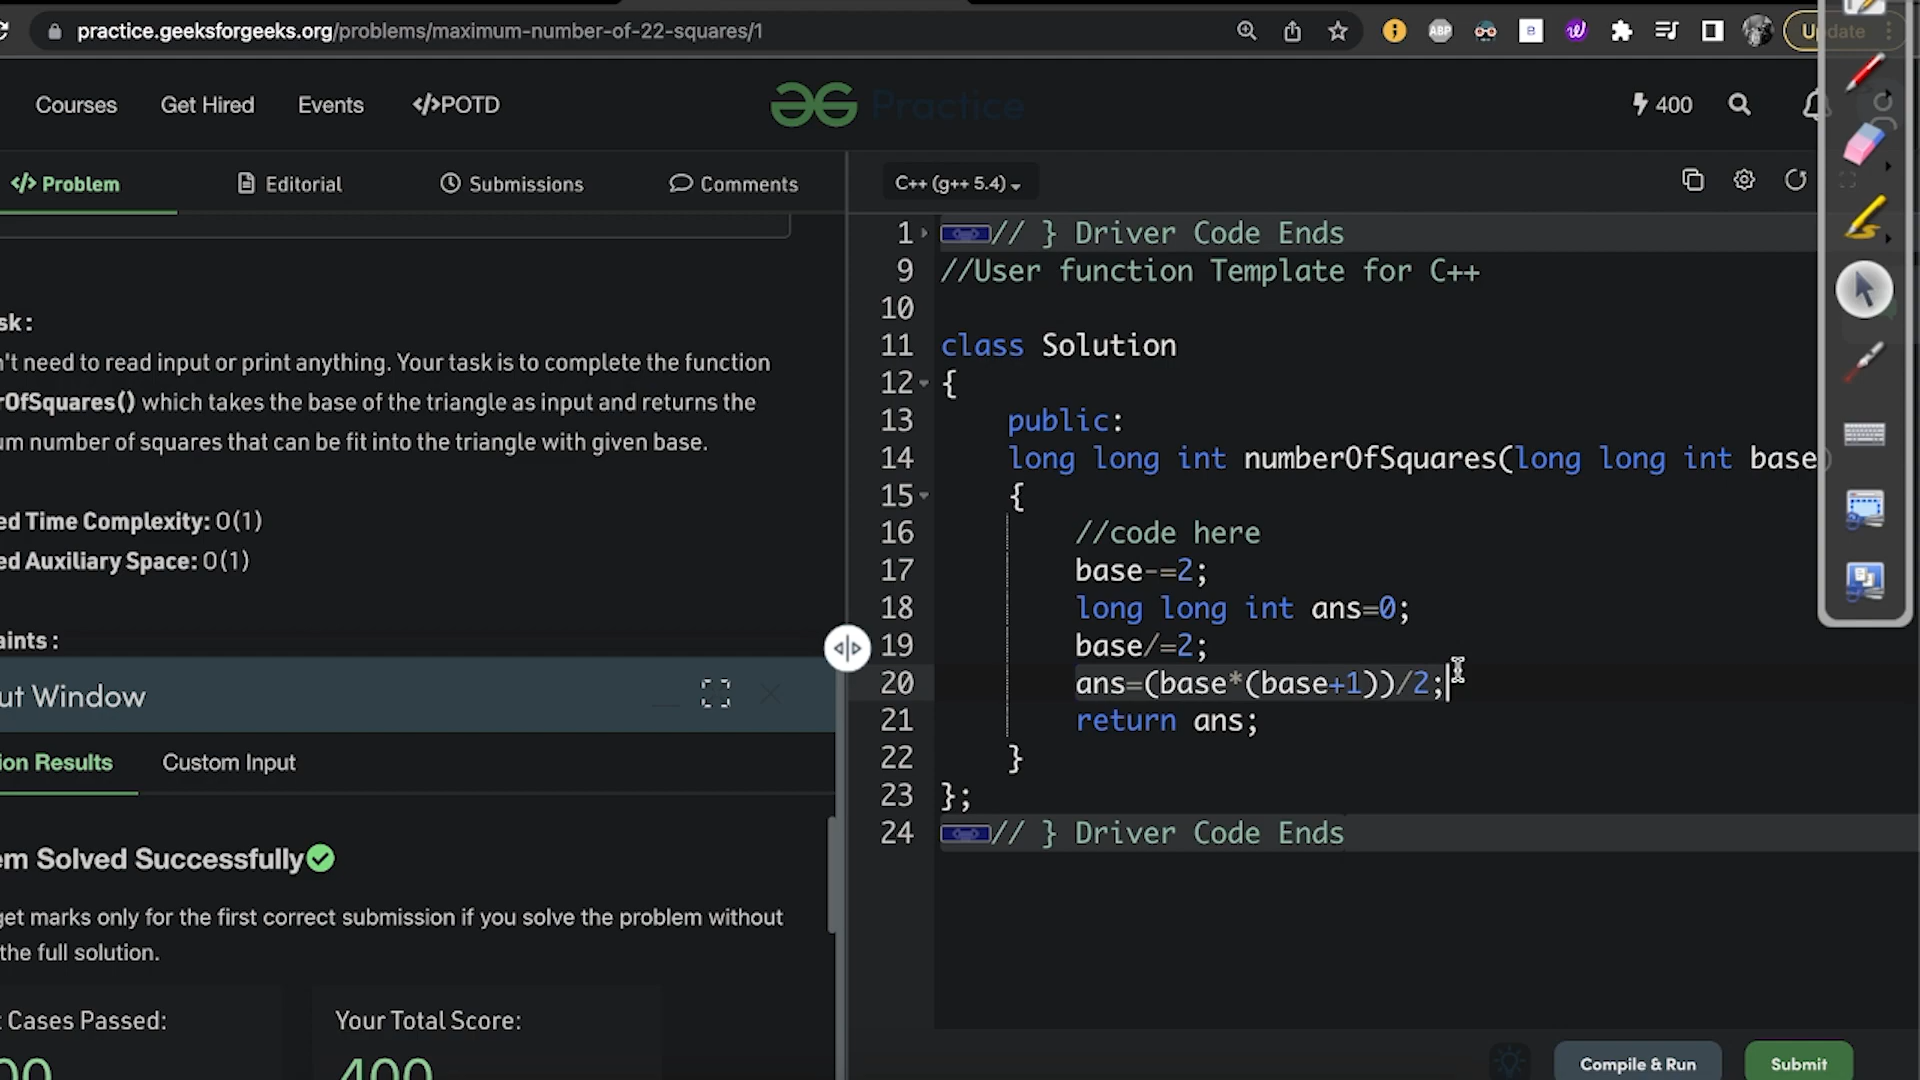 practice.geeksforgeeks.org/problems/maximum-number-of-22-squares/1
ABP
B
Update
Courses
Get Hired
Events
</>POTD
Practice
400
</> Problem
Editorial
Submissions
Comments
C++ (g++ 5.4)
sk:
't need to read input or print anything. Your task is to complete the function
rOfSquares() which takes the base of the triangle as input and returns the
um number of squares that can be fit into the triangle with given base.
ed Time Complexity: O(1)
ed Auxiliary Space: O(1)
aints :
ut Window
ion Results
Custom Input
em Solved Successfully
get marks only for the first correct submission if you solve the problem without
the full solution.
Cases Passed:
Your Total Score:
00
400
1 // } Driver Code Ends
9 //User function Template for C++
10
11 class Solution
12 {
13 public:
14 long long int numberOfSquares(long long int base)
15 {
16 //code here
17 base-=2;
18 long long int ans=0;
19 base/=2;
20 ans=(base*(base+1))/2;
21 return ans;
22 }
23 };
24 // } Driver Code Ends
Compile & Run
Submit